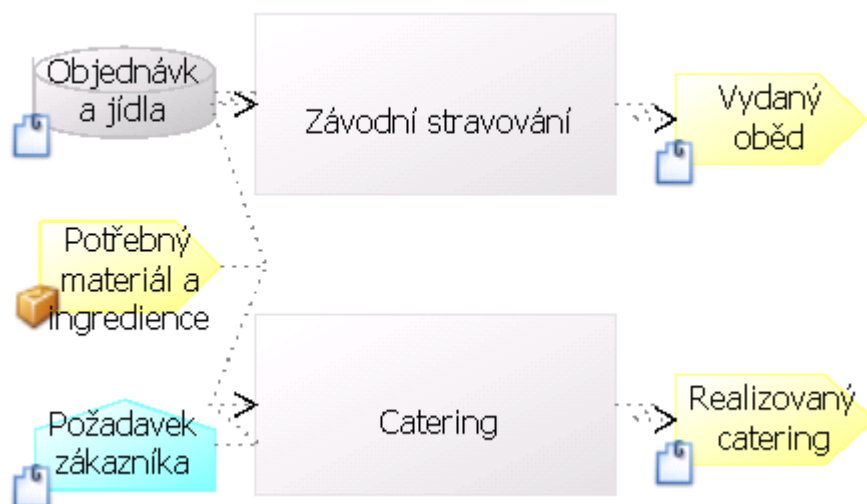 Objednávk
a jídla
Závodní stravování
Vydaný
oběd
Potřebný
materiál a
ingredience
Požadavek
zákazníka
Catering
Realizovaný
catering